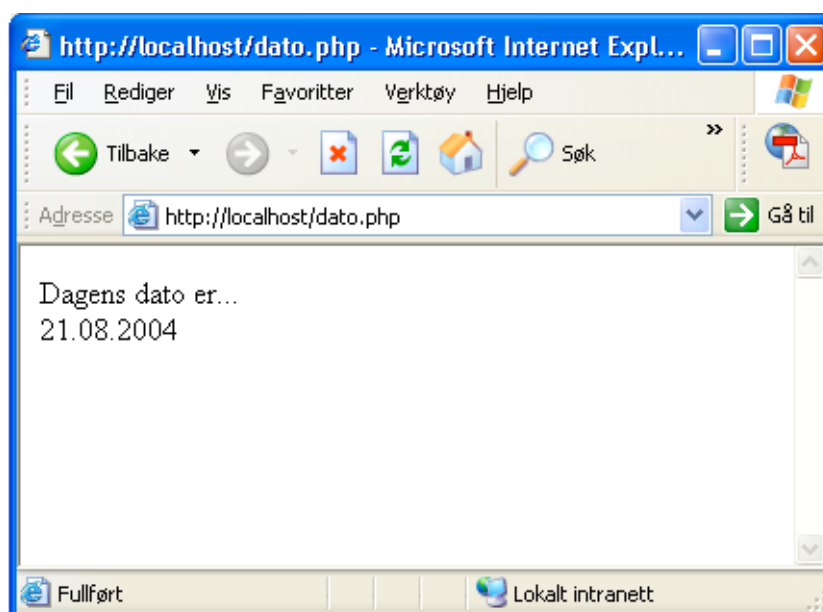 http://localhost/dato.php - Microsoft Internet Expl...
Fil Rediger Vis Favoritter Verktøy Hjelp
Tilbake Søk »
Adresse http://localhost/dato.php Gå til
Dagens dato er...
21.08.2004
Fullført Lokalt intranett